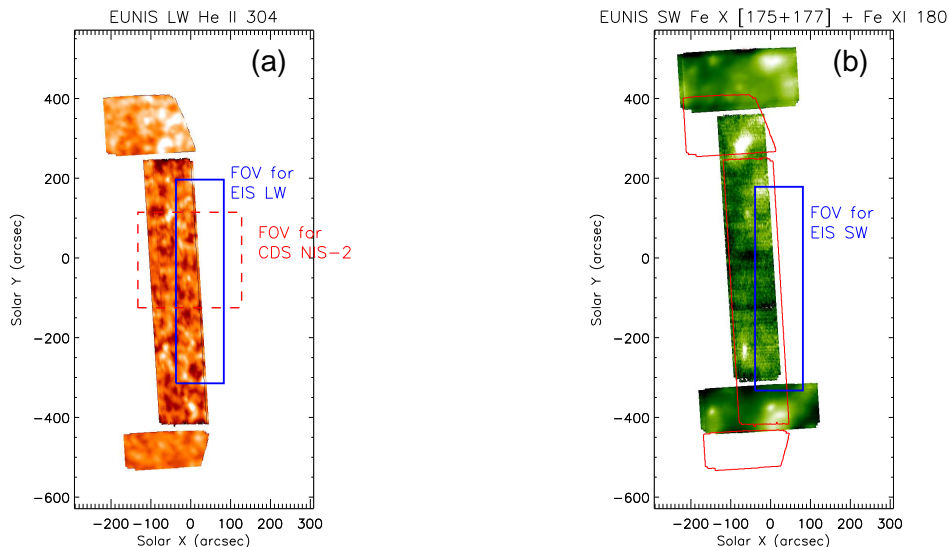 EUNIS LW He II 304
(a)
400
200
0
−200
−400
−600
Solar Y (arcsec)
−200 −100 0 100 200 300
Solar X (arcsec)
FOV for
EIS LW
FOV for
CDS NIS−2
EUNIS SW Fe X [175+177] + Fe XI 180
(b)
400
200
0
−200
−400
−600
Solar Y (arcsec)
−200 −100 0 100 200 300
Solar X (arcsec)
FOV for
EIS SW